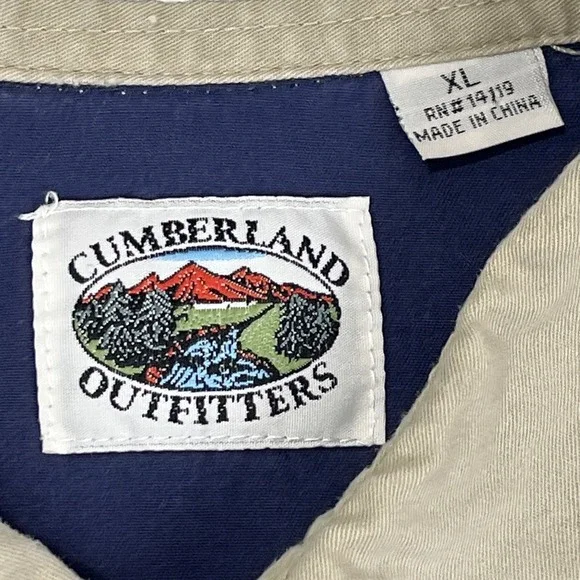 XL
RN# 14119
MADE IN CHINA
CUMBERLAND
OUTFITTERS